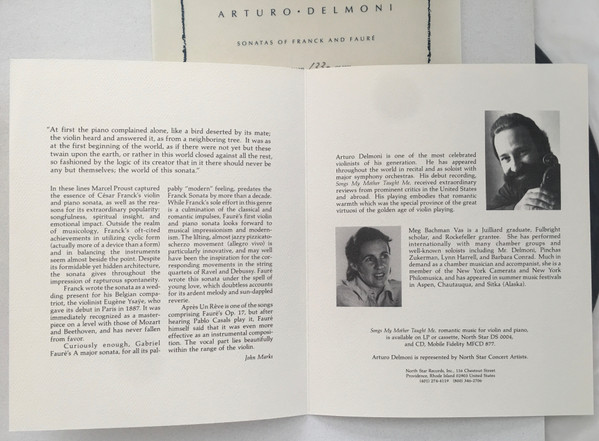 ARTURO • DELMONI
SONATAS OF FRANCK AND FAURÉ
"At first the piano complained alone, like a bird deserted by its mate;
the violin heard and answered it, as from a neighboring tree. It was as
at the first beginning of the world, as if there were not yet but these
twain upon the earth, or rather in this world closed against all the rest,
so fashioned by the logic of its creator that in it there should never be
any but themselves; the world of this sonata."
In these lines Marcel Proust captured
the essence of César Franck's violin
and piano sonata, as well as the rea-
sons for its extraordinary popularity:
songfulness, spiritual insight, and
emotional impact. Outside the realm
of musicology, Franck's oft-cited
achievements in utilizing cyclic form
(actually more of a device than a form)
and in balancing the instruments
seem almost beside the point. Despite
its formidable yet hidden architecture,
the sonata gives throughout the
impression of rapturous spontaneity.
Franck wrote the sonata as a wed-
ding present for his Belgian compa-
triot, the violinist Eugène Ysaÿe, who
gave its debut in Paris in 1887. It was
immediately recognized as a master-
piece on a level with those of Mozart
and Beethoven, and has never fallen
from favor.
Curiously enough, Gabriel
Fauré's A major sonata, for all its pal-
pably "modern" feeling, predates the
Franck Sonata by more than a decade.
While Franck's sole effort in this genre
is a culmination of the classical and
romantic impulses, Fauré's first violin
and piano sonata looks forward to
musical impressionism and modern-
ism. The lilting, almost jazzy pizzicato-
scherzo movement (allegro vivo) is
particularly innovative, and may well
have been the inspiration for the cor-
responding movements in the string
quartets of Ravel and Debussy. Fauré
wrote this sonata under the spell of
young love, which doubtless accounts
for its ardent melody and sun-dappled
reverie.
Après Un Rêve is one of the songs
comprising Fauré's Op. 17, but after
hearing Pablo Casals play it, Fauré
himself said that it was even more
effective as an instrumental composi-
tion. The vocal part lies beautifully
within the range of the violin.
John Marks
Arturo Delmoni is one of the most celebrated
violinists of his generation. He has appeared
throughout the world in recital and as soloist with
major symphony orchestras. His debut recording,
Songs My Mother Taught Me, received extraordinary
reviews from prominent critics in the United States
and abroad. His playing embodies that romantic
warmth which was the special province of the great
virtuosi of the golden age of violin playing.
Meg Bachman Vas is a Juilliard graduate, Fulbright
scholar, and Rockefeller grantee. She has performed
internationally with many chamber groups and
well-known soloists including Mr. Delmoni, Pinchas
Zukerman, Lynn Harrell, and Barbara Conrad. Much in
demand as a chamber musician and accompanist, she is a
member of the New York Camerata and New York
Philomusica, and has appeared in summer music festivals
in Aspen, Chautauqua, and Sitka (Alaska).
Songs My Mother Taught Me, romantic music for violin and piano,
is available on LP or cassette, North Star DS 0004,
and CD, Mobile Fidelity MFCD 877.
Arturo Delmoni is represented by North Star Concert Artists.
North Star Records, Inc., 116 Chestnut Street
Providence, Rhode Island 02903 United States